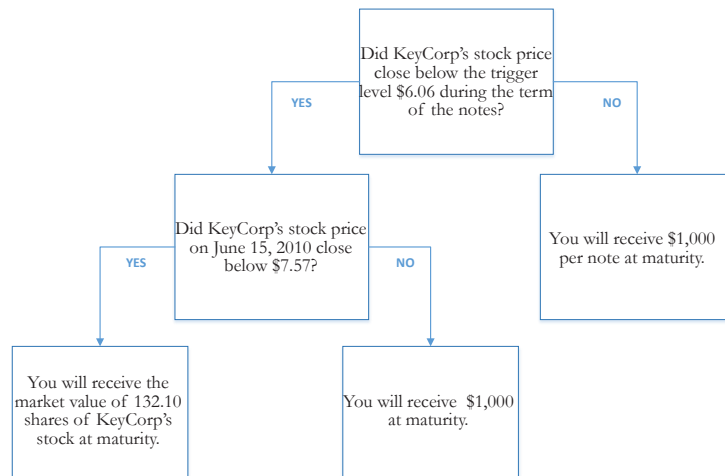 Did KeyCorp's stock price
close below the trigger
level $6.06 during the term
of the notes?
YES
NO
Did KeyCorp's stock price
on June 15, 2010 close
below $7.57?
You will receive $1,000
per note at maturity.
YES
NO
You will receive the
market value of 132.10
shares of KeyCorp's
stock at maturity.
You will receive $1,000
at maturity.